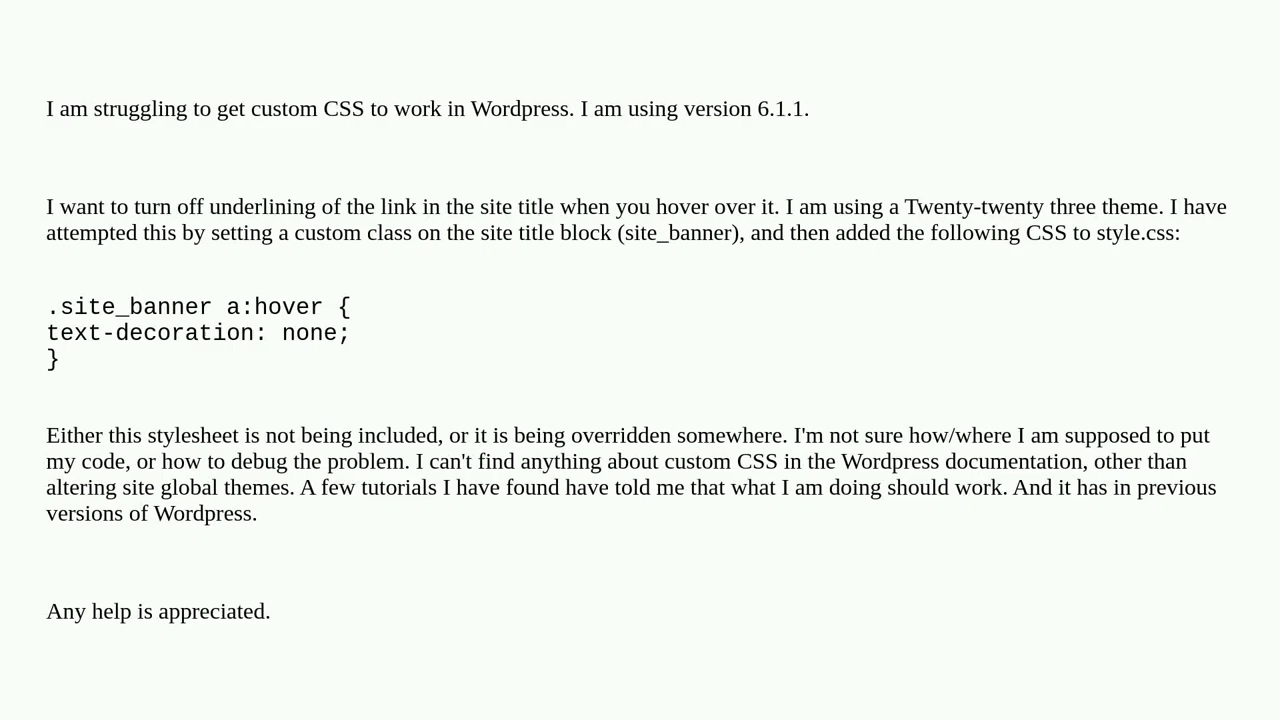 I am struggling to get custom CSS to work in Wordpress. I am using version 6.1.1.
I want to turn off underlining of the link in the site title when you hover over it. I am using a Twenty-twenty three theme. I have
attempted this by setting a custom class on the site title block (site_banner), and then added the following CSS to style.css:
.site_banner a:hover {
text-decoration: none;
}
Either this stylesheet is not being included, or it is being overridden somewhere. I'm not sure how/where I am supposed to put
my code, or how to debug the problem. I can't find anything about custom CSS in the Wordpress documentation, other than
altering site global themes. A few tutorials I have found have told me that what I am doing should work. And it has in previous
versions of Wordpress.
Any help is appreciated.